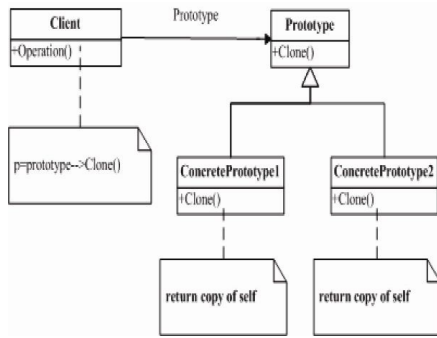 Client
+Operation()
Prototype
Prototype
+Clone()
p=prototype-->Clone()
ConcretePrototype1
+Clone()
ConcretePrototype2
+Clone()
return copy of self
return copy of self